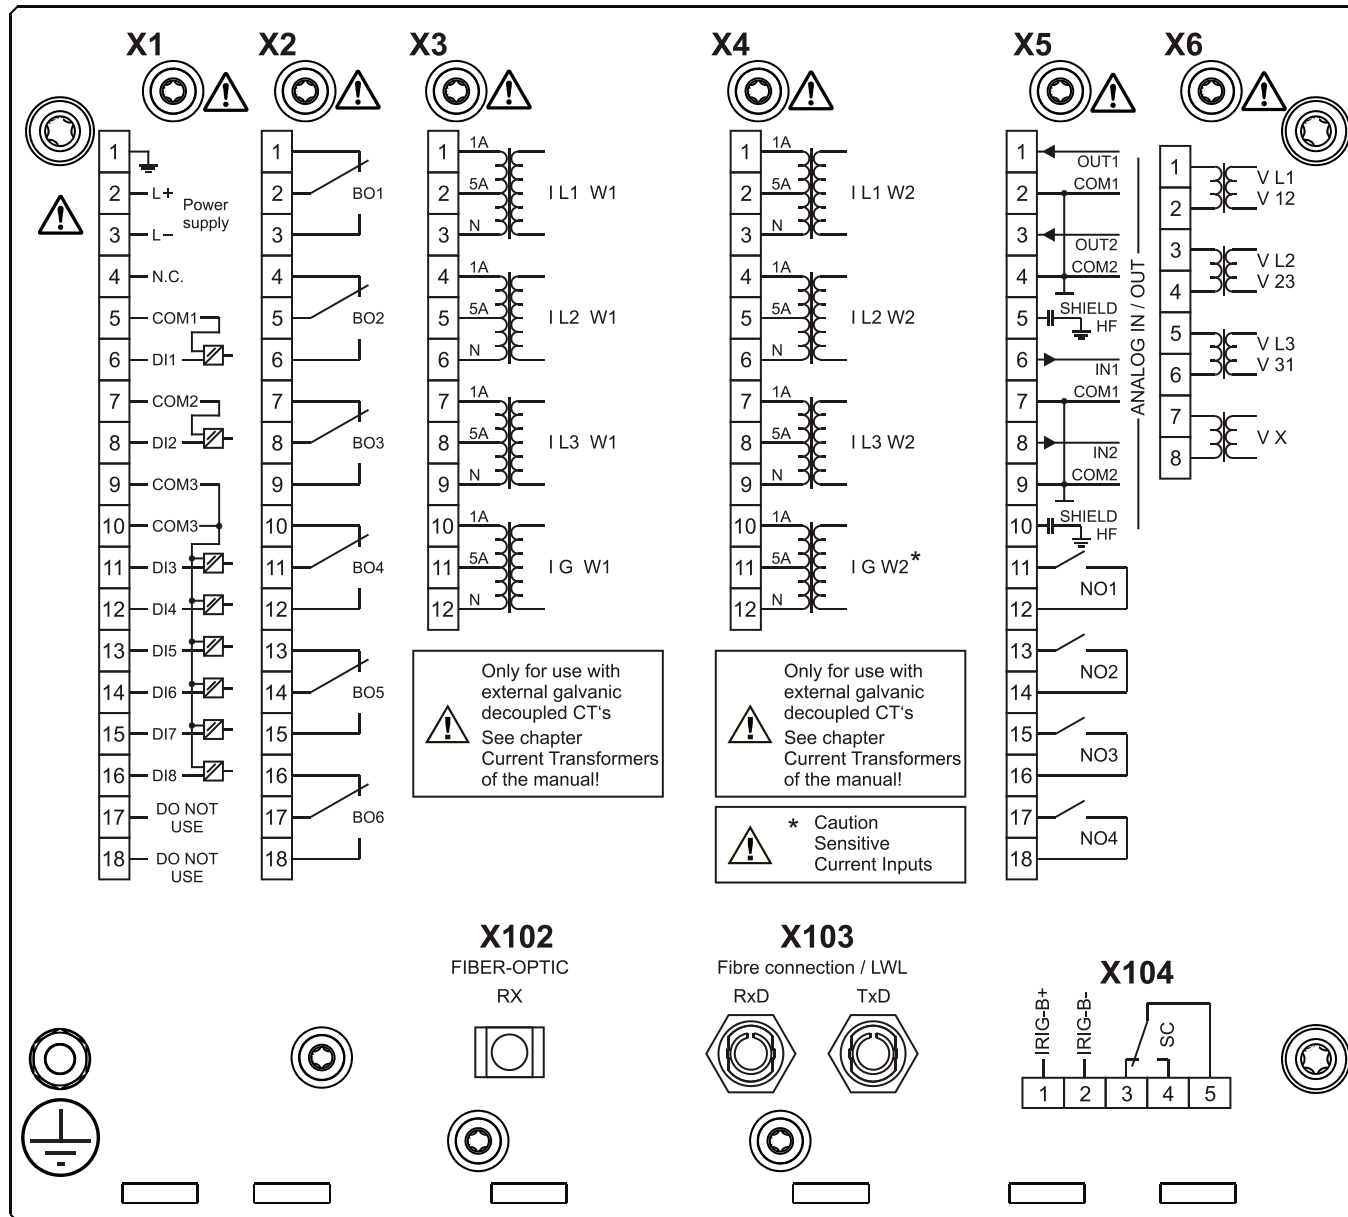 X1
1
2 L+
Power
supply
3 L–
4 N.C.
5 COM1
6 DI1
7 COM2
8 DI2
9 COM3
10 COM3
11 DI3
12 DI4
13 DI5
14 DI6
15 DI7
16 DI8
17 DO NOT
USE
18 DO NOT
USE
X2
1
2 BO1
3
4
5 BO2
6
7
8 BO3
9
10
11 BO4
12
13
14 BO5
15
16
17 BO6
18
X3
1 1A
2 5A I L1 W1
3 N
4 1A
5 5A I L2 W1
6 N
7 1A
8 5A I L3 W1
9 N
10 1A
11 5A I G W1
12 N
Only for use with
external galvanic
decoupled CT‘s
See chapter
Current Transformers
of the manual!
X4
1 1A
2 5A I L1 W2
3 N
4 1A
5 5A I L2 W2
6 N
7 1A
8 5A I L3 W2
9 N
10 1A
11 5A I G W2*
12 N
Only for use with
external galvanic
decoupled CT‘s
See chapter
Current Transformers
of the manual!
* Caution
Sensitive
Current Inputs
X5
1 OUT1
2 COM1
3 OUT2
4 COM2
5 SHIELD
HF
6 IN1
7 COM1
8 IN2
9 COM2
10 SHIELD
HF
ANALOG IN / OUT
11
NO1
12
13
NO2
14
15
NO3
16
17
NO4
18
X6
1 V L1
2 V 12
3 V L2
4 V 23
5 V L3
6 V 31
7
V X
8
X102
FIBER-OPTIC
RX
X103
Fibre connection / LWL
RxD TxD
X104
IRIG-B+
IRIG-B-
SC
1 2 3 4 5